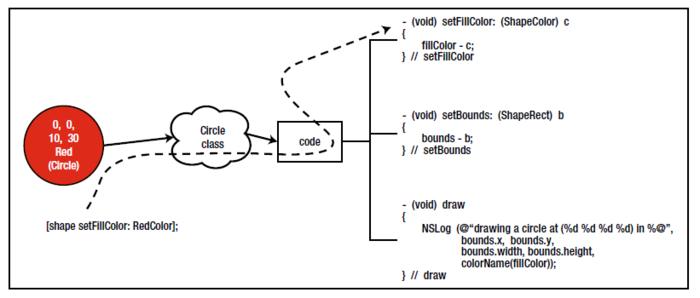 - (void) setFillColor: (ShapeColor) c
{
fillColor - c;
} // setFillColor
0, 0,
10, 30
Red
(Circle)
Circle
class
code
- (void) setBounds: (ShapeRect) b
{
bounds - b;
} // setBounds
[shape setFillColor: RedColor];
- (void) draw
{
NSLog (@“drawing a circle at (%d %d %d %d) in %@”,
bounds.x, bounds.y,
bounds.width, bounds.height,
colorName(fillColor));
} // draw